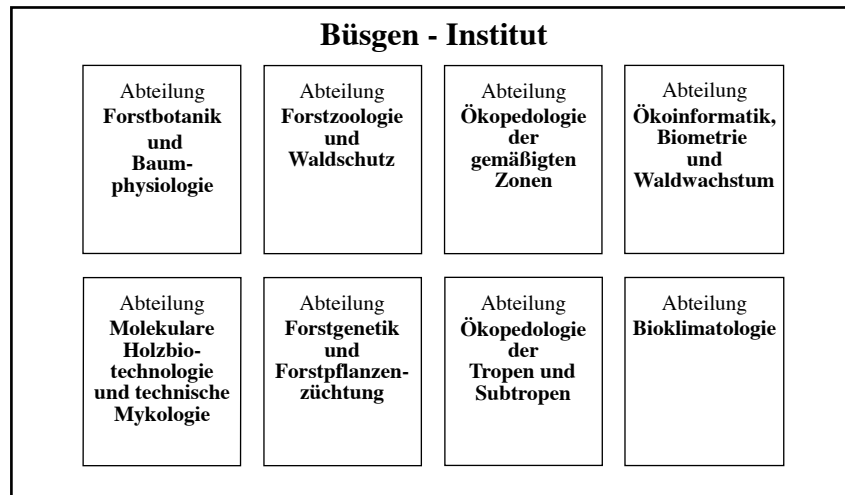 Büsgen - Institut
Abteilung
Forstbotanik
und
Baum-
physiologie
Abteilung
Forstzoologie
und
Waldschutz
Abteilung
Ökopedologie
der
gemäßigten
Zonen
Abteilung
Ökoinformatik,
Biometrie
und
Waldwachstum
Abteilung
Molekulare
Holzbio-
technologie
und technische
Mykologie
Abteilung
Forstgenetik
und
Forstpflanzen-
züchtung
Abteilung
Ökopedologie
der
Tropen und
Subtropen
Abteilung
Bioklimatologie